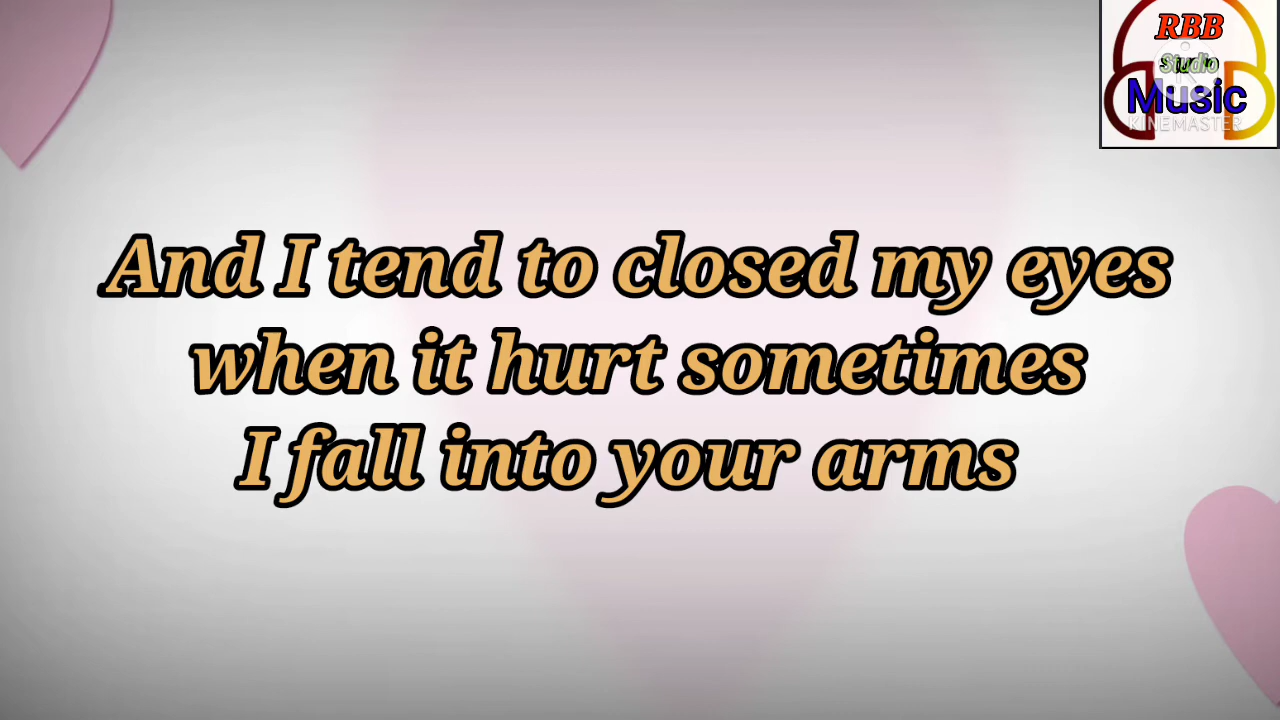 RBB
Studio
Music
KINEMASTER
And I tend to closed my eyes
when it hurt sometimes
I fall into your arms